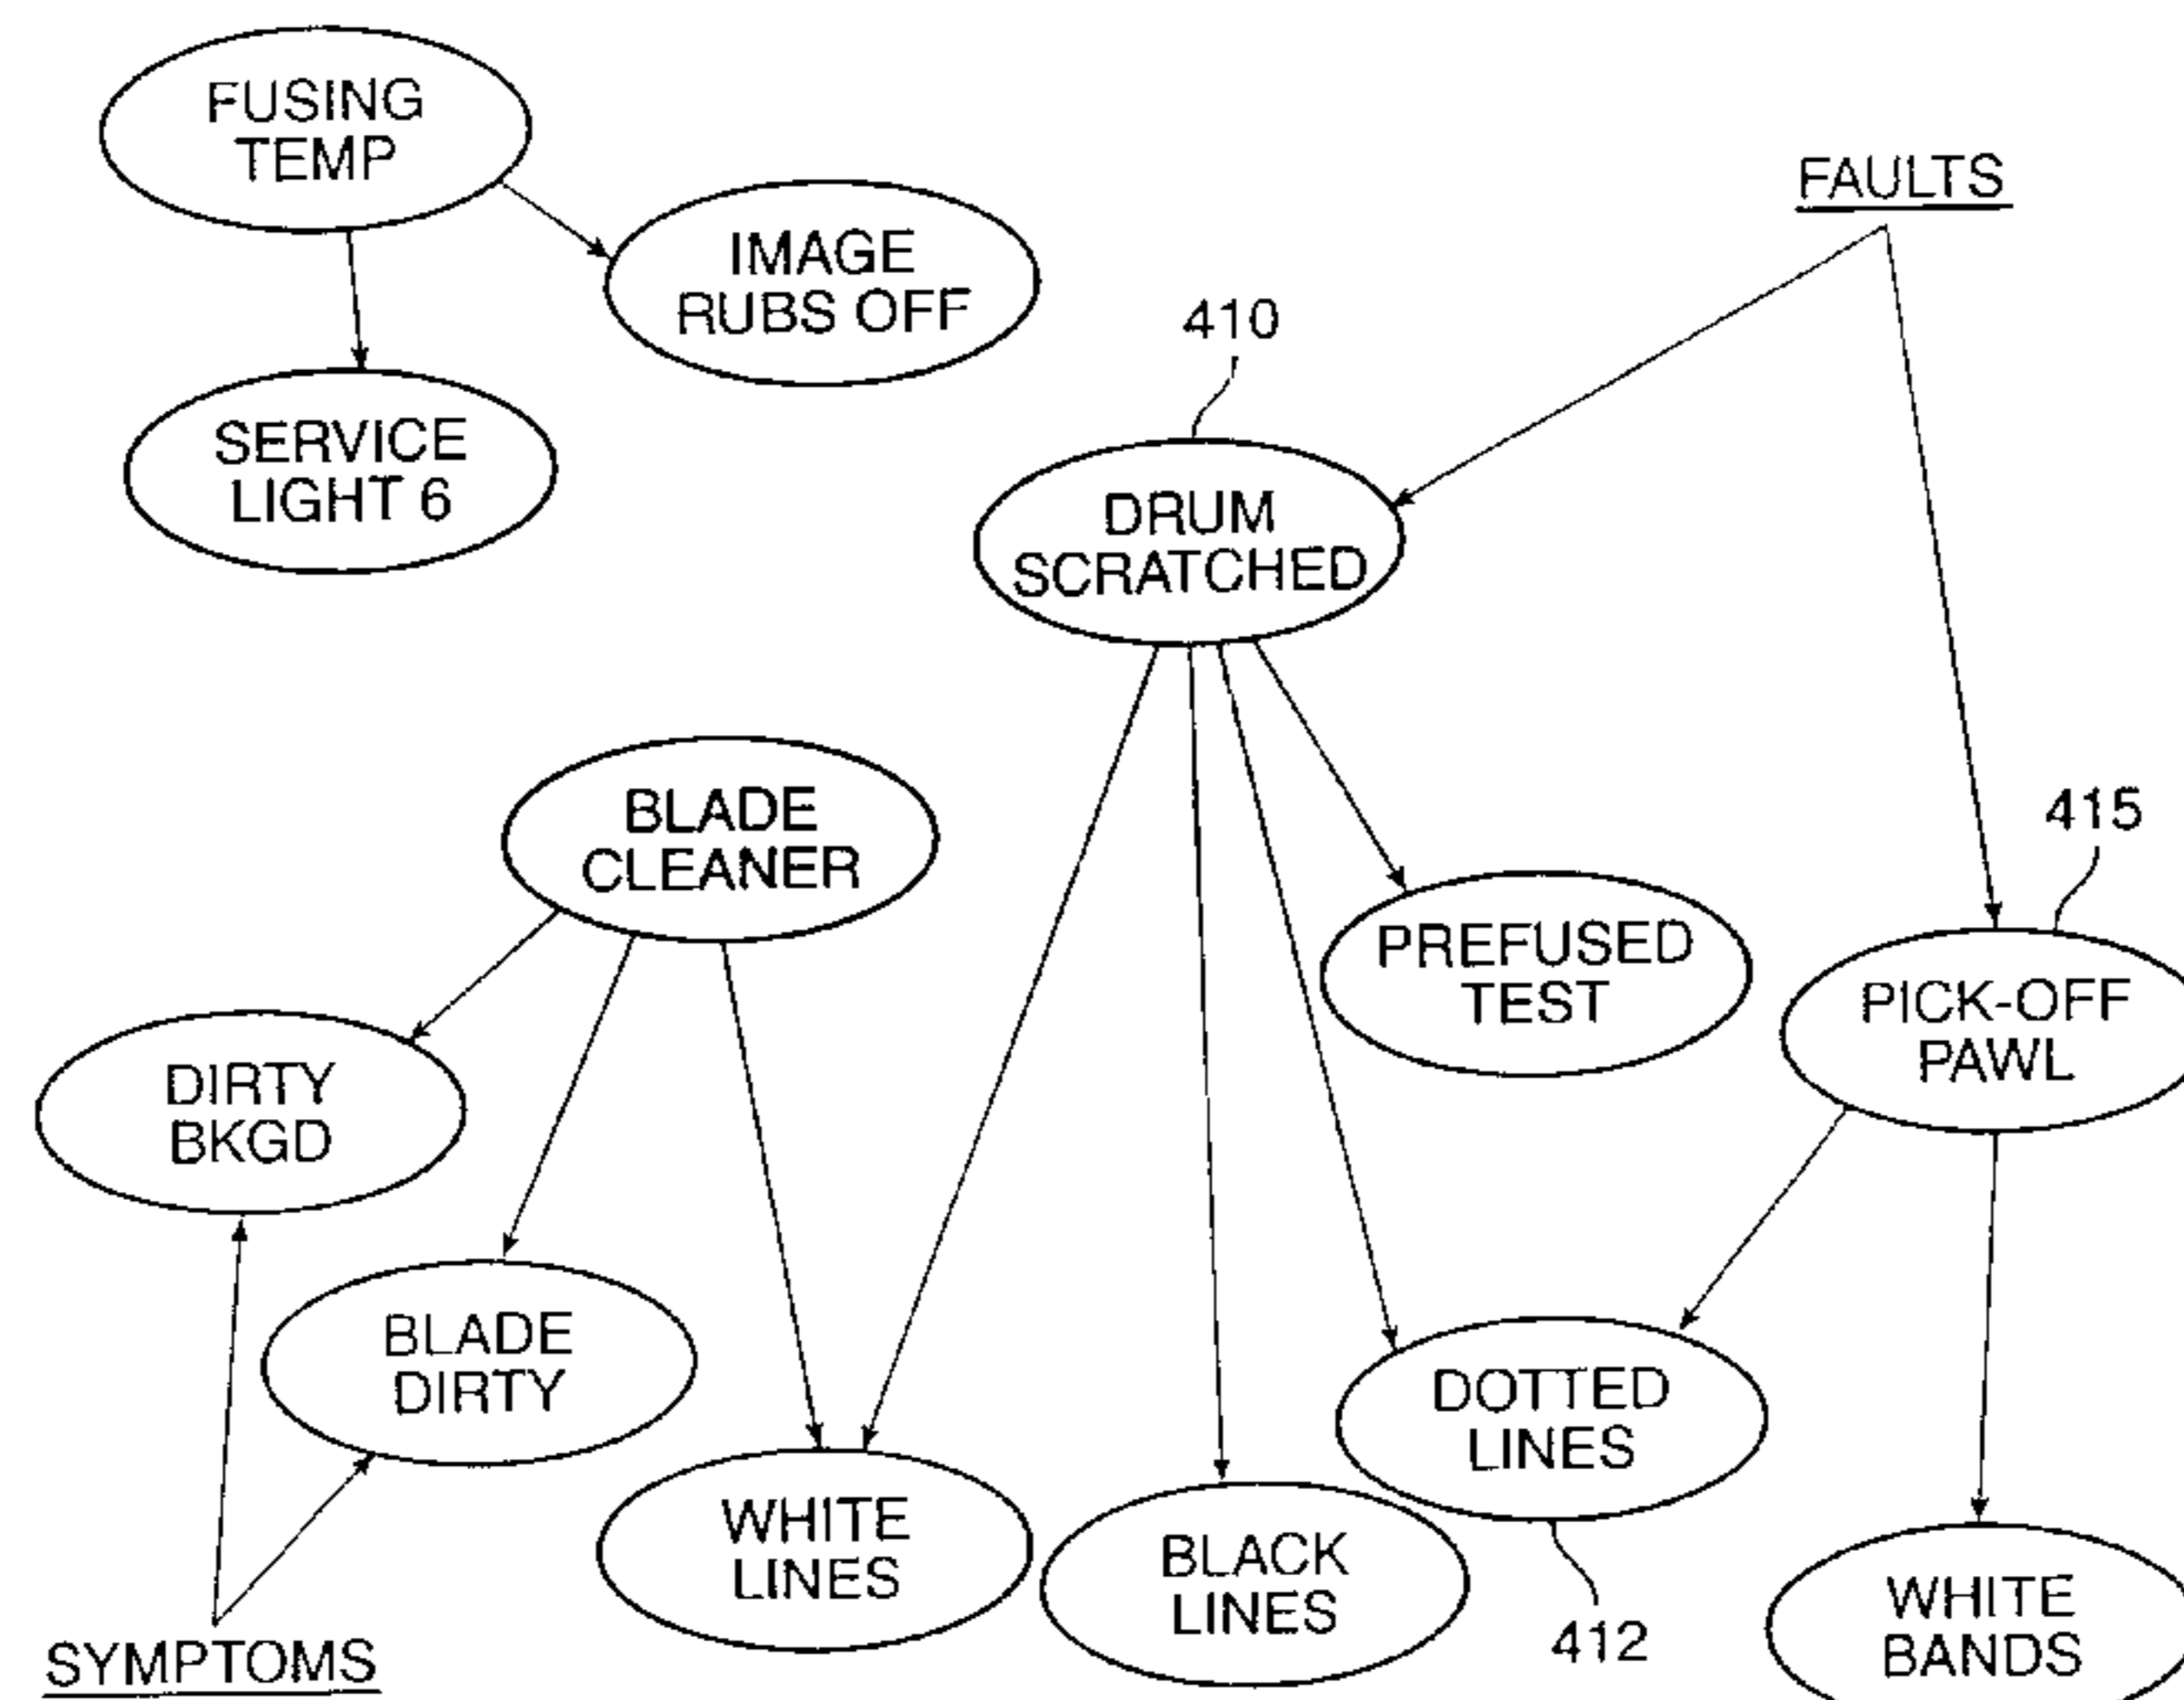 FUSING
TEMP
FAULTS
IMAGE
RUBS OFF
410
SERVICE
LIGHT 6
DRUM
SCRATCHED
BLADE
CLEANER
415
PREFUSED
TEST
PICK-OFF
PAWL
DIRTY
BKGD
BLADE
DIRTY
DOTTED
LINES
WHITE
LINES
BLACK
LINES
WHITE
BANDS
412
SYMPTOMS